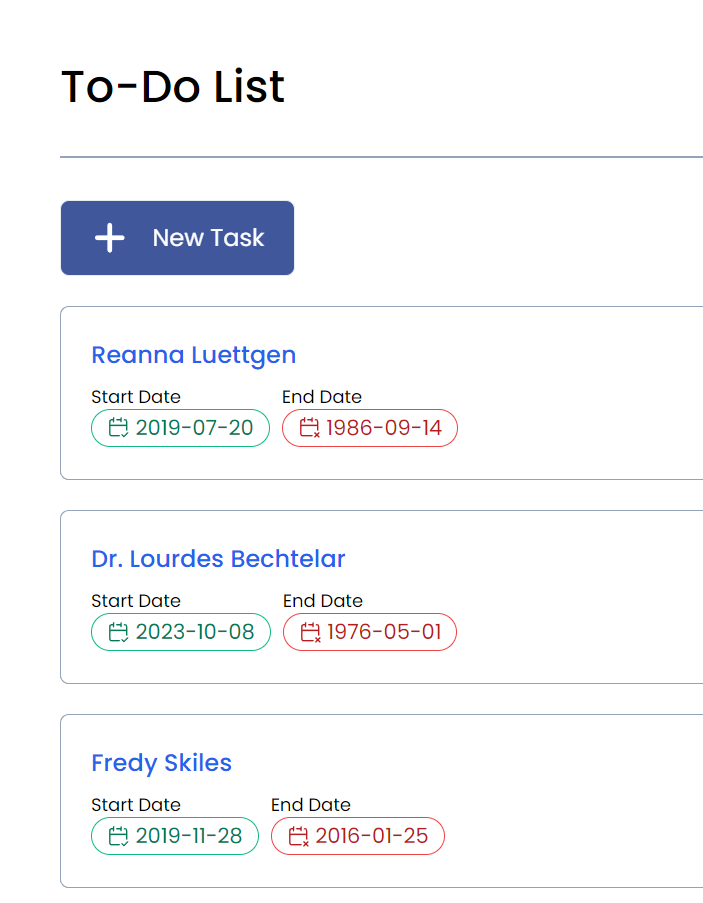 To-Do List
New Task
Reanna Luettgen
Start Date End Date
2019-07-20 1986-09-14
Dr. Lourdes Bechtelar
Start Date End Date
2023-10-08 1976-05-01
Fredy Skiles
Start Date End Date
2019-11-28 2016-01-25